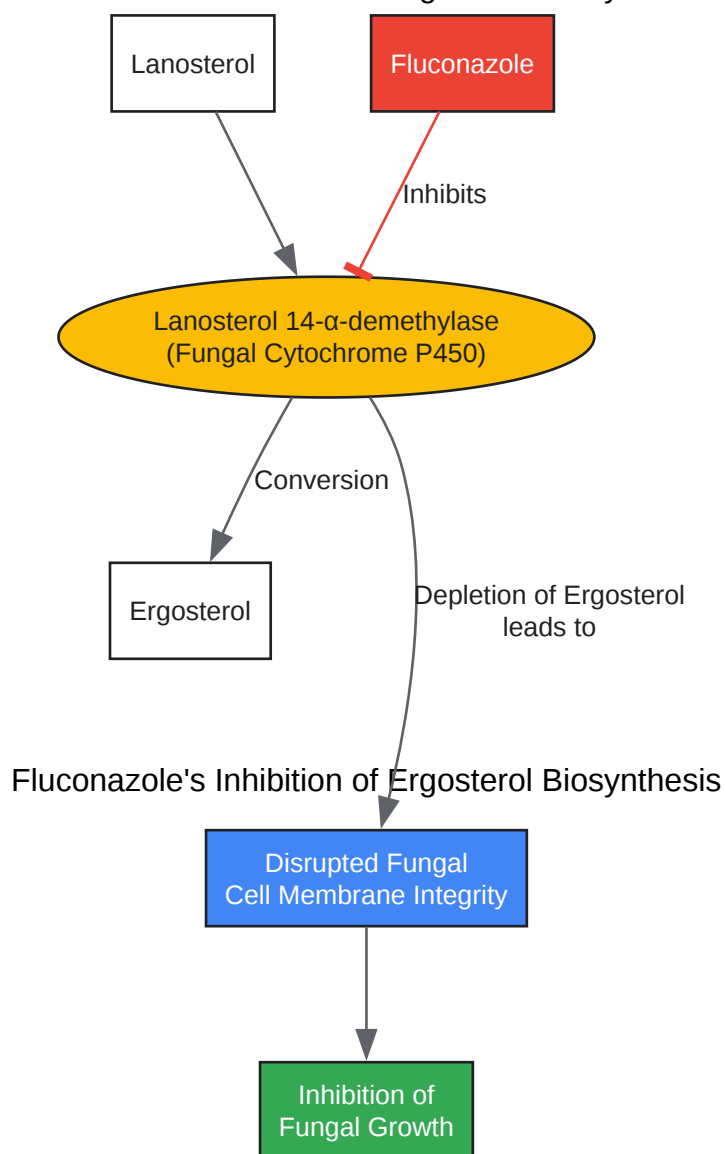 Lanosterol
Fluconazole
Inhibits
Lanosterol 14-α-demethylase
(Fungal Cytochrome P450)
Conversion
Ergosterol
Depletion of Ergosterol
leads to
Fluconazole's Inhibition of Ergosterol Biosynthesis
Disrupted Fungal
Cell Membrane Integrity
Inhibition of
Fungal Growth